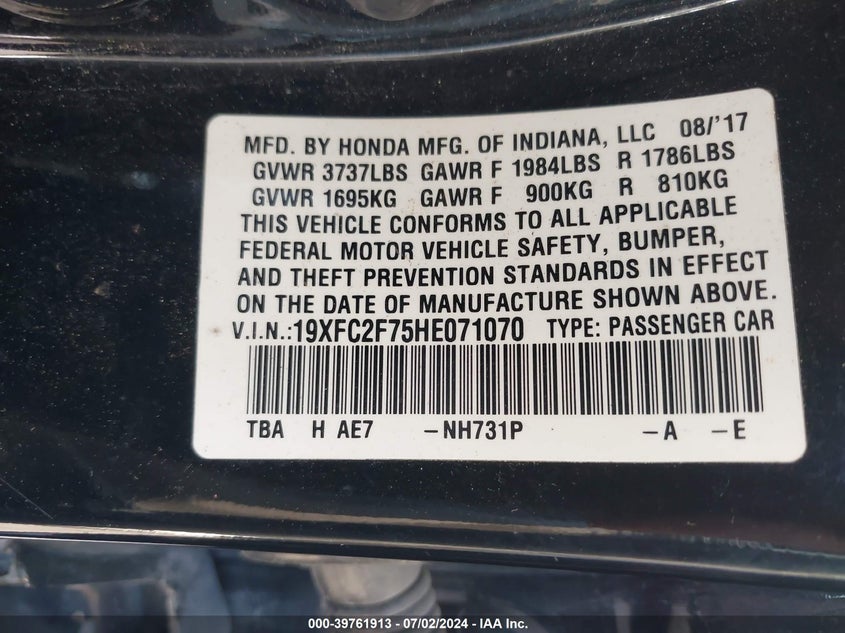 MFD. BY HONDA MFG. OF INDIANA, LLC 08/'17
GVWR 3737LBS GAWR F 1984LBS R 1786LBS
GVWR 1695KG GAWR F 900KG R 810KG
THIS VEHICLE CONFORMS TO ALL APPLICABLE
FEDERAL MOTOR VEHICLE SAFETY, BUMPER,
AND THEFT PREVENTION STANDARDS IN EFFECT
ON THE DATE OF MANUFACTURE SHOWN ABOVE.
V.I.N.:19XFC2F75HE071070 TYPE: PASSENGER CAR
TBA H AE7 –NH731P –A –E
000-39761913 - 07/02/2024 - IAA Inc.